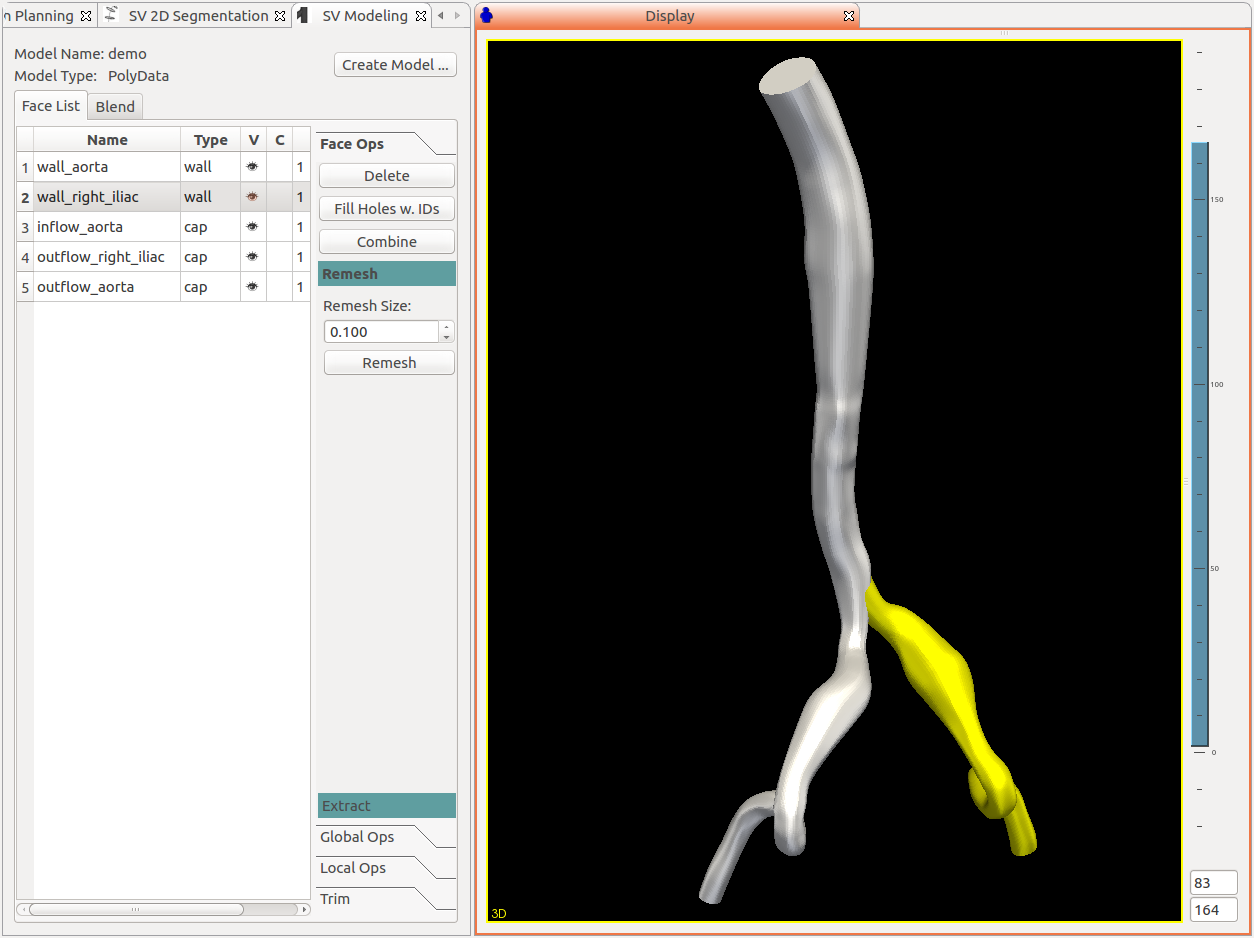 n Planning
SV 2D Segmentation
SV Modeling
Model Name: demo
Model Type: PolyData
Create Model ...
Face List
Blend
Name Type V C
1 wall_aorta wall 1
2 wall_right_iliac wall 1
3 inflow_aorta cap 1
4 outflow_right_iliac cap 1
5 outflow_aorta cap 1
Face Ops
Delete
Fill Holes w. IDs
Combine
Remesh
Remesh Size:
0.100
Remesh
Extract
Global Ops
Local Ops
Trim
Display
3D
150
100
50
0
83
164